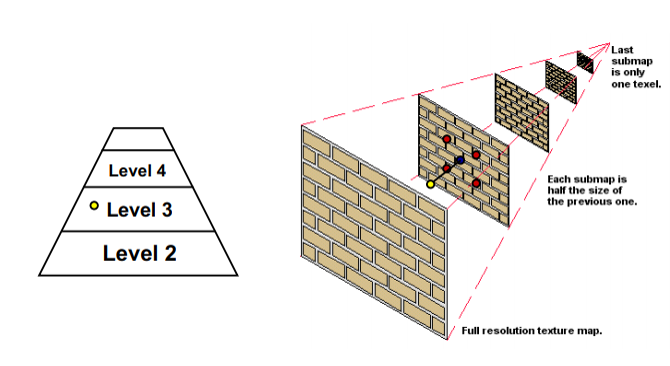 Level 4
Level 3
Level 2
Last
submap
is only
one texel.
Each submap is
half the size of
the previous one.
Full resolution texture map.